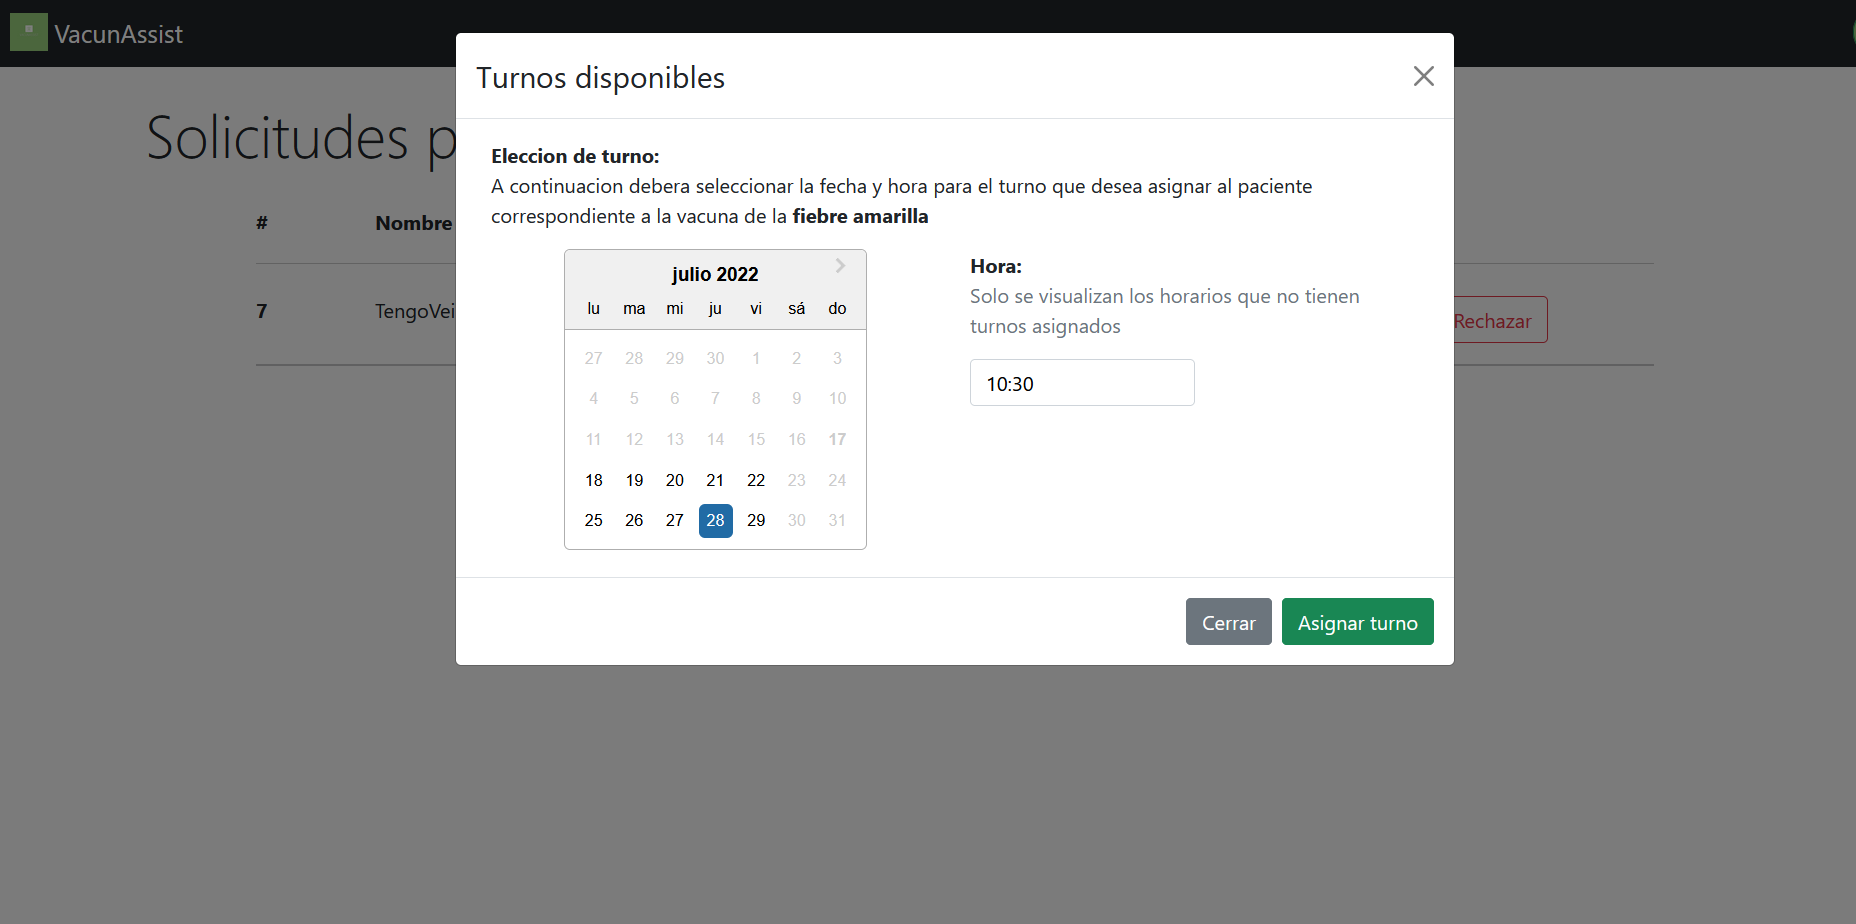 VacunAssist
Turnos disponibles
Solicitudes p
Eleccion de turno:
A continuacion debera seleccionar la fecha y hora para el turno que desea asignar al paciente
correspondiente a la vacuna de la fiebre amarilla
# Nombre
7 TengoVei
Rechazar
julio 2022
lu ma mi ju vi sá do
27 28 29 30 1 2 3
4 5 6 7 8 9 10
11 12 13 14 15 16 17
18 19 20 21 22 23 24
25 26 27 28 29 30 31
Hora:
Solo se visualizan los horarios que no tienen
turnos asignados
10:30
Cerrar
Asignar turno